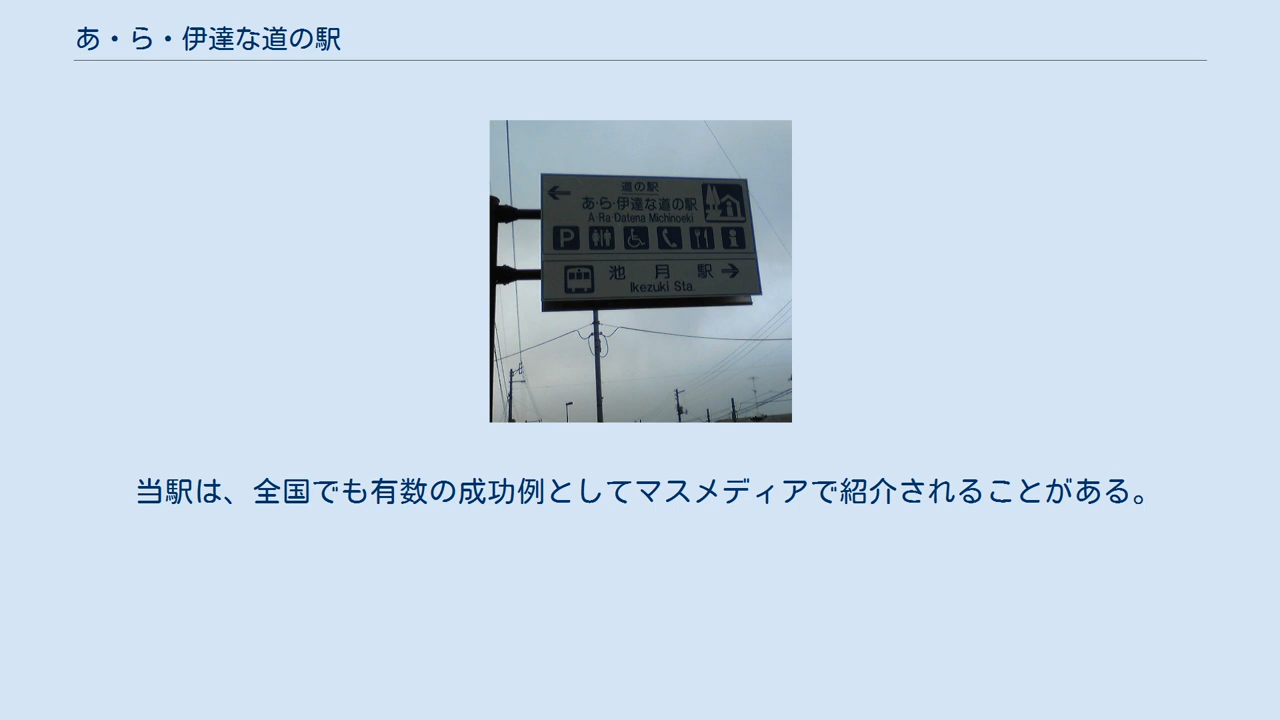 あ・ら・伊達な道の駅
道の駅
あ・ら・伊達な道の駅
A・Ra・Datena Michinoeki
P
池月駅
Ikezuki Sta.
当駅は、全国でも有数の成功例としてマスメディアで紹介されることがある。